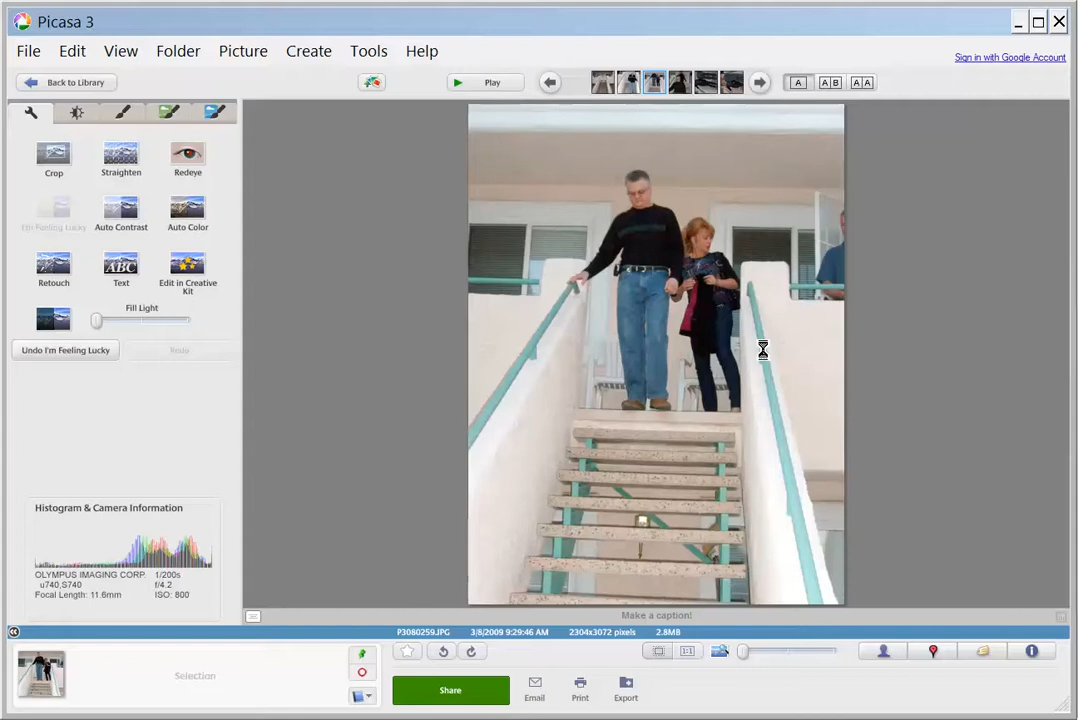 Picasa 3
File Edit View Folder Picture Create Tools Help
Sign in with Google Account
Back to Library
Play
A
A B
A A
Crop
Straighten
Redeye
I'm Feeling Lucky
Auto Contrast
Auto Color
ABC
Retouch
Text
Edit in Creative
Kit
Fill Light
Undo I'm Feeling Lucky
Redo
Histogram & Camera Information
OLYMPUS IMAGING CORP. 1/200s
u740,S740 f/4.2
Focal Length: 11.6mm ISO: 800
Make a caption!
P3080259.JPG 3/8/2009 9:29:46 AM 2304x3072 pixels 2.8MB
1:1
Selection
Share
Email
Print
Export